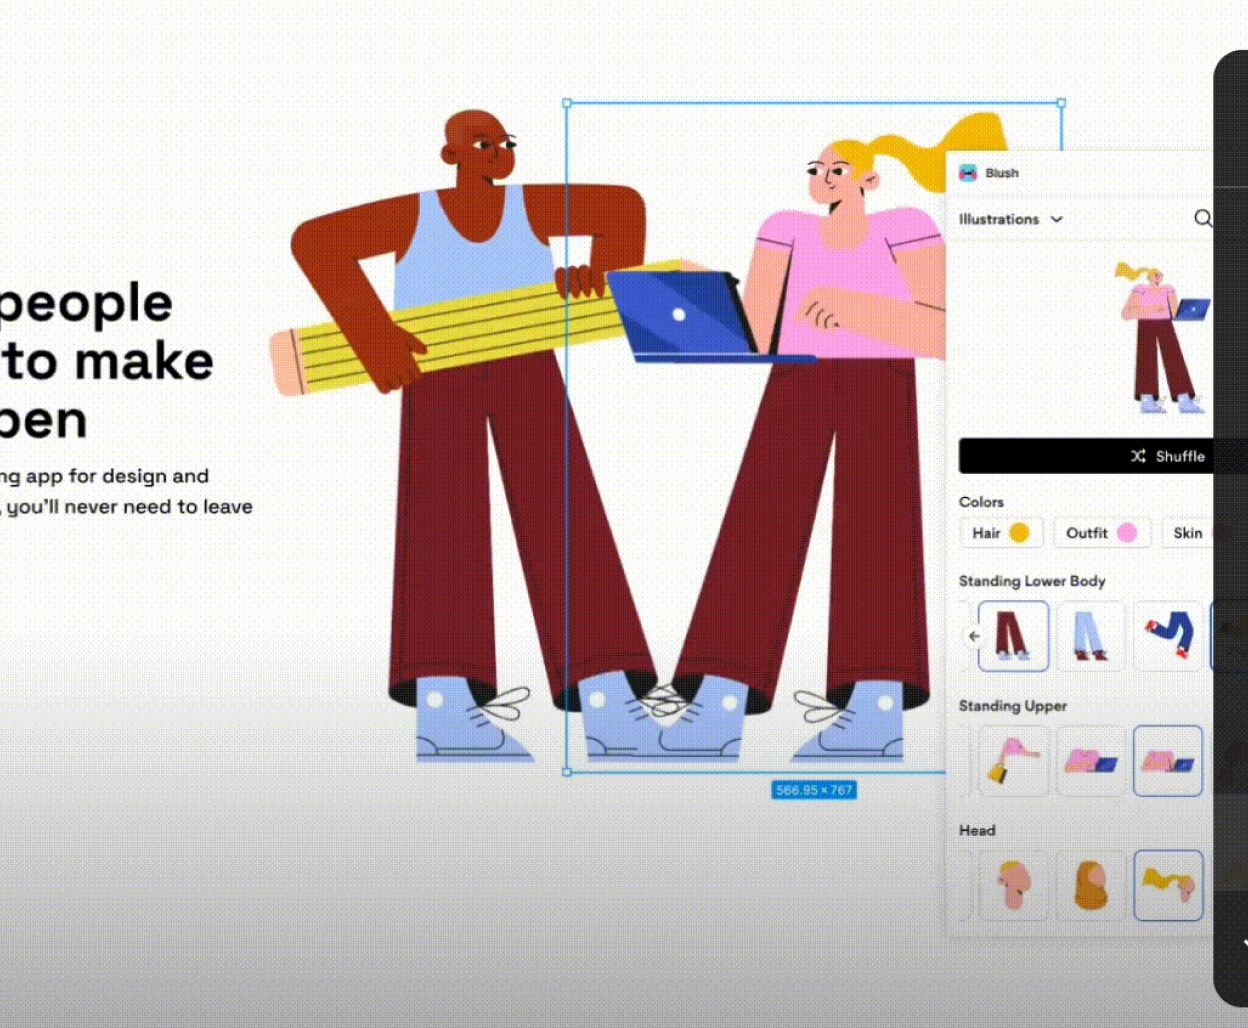 people
to make
pen
ng app for design and
, you'll never need to leave
566.95 × 767
Blush
Illustrations
Shuffle
Colors
Hair
Outfit
Skin
Standing Lower Body
Standing Upper
Head